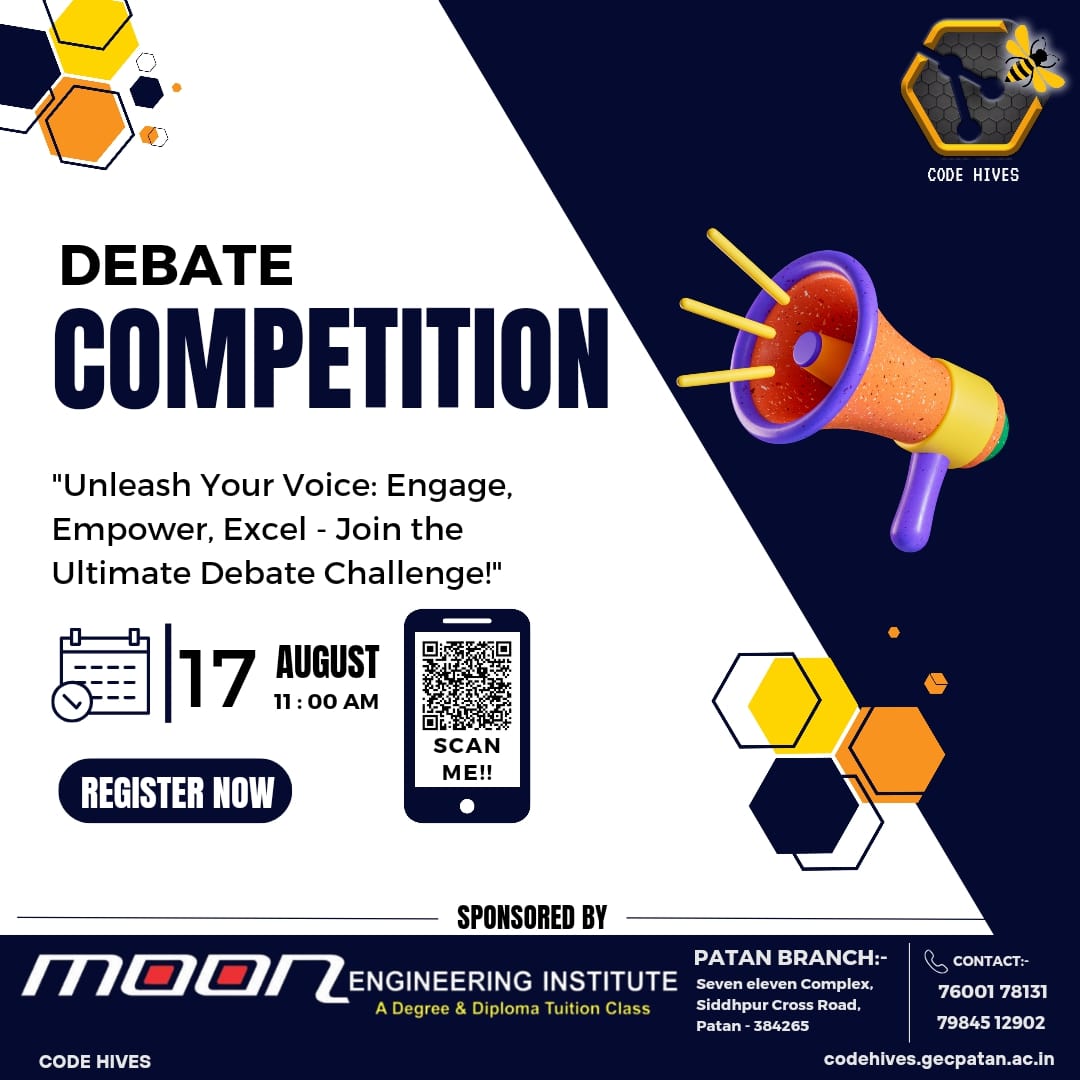 CODE HIVES
DEBATE
COMPETITION
"Unleash Your Voice: Engage,
Empower, Excel - Join the
Ultimate Debate Challenge!"
17
AUGUST
11 : 00 AM
SCAN
ME!!
REGISTER NOW
SPONSORED BY
moon ENGINEERING INSTITUTE
A Degree & Diploma Tuition Class
PATAN BRANCH:-
Seven eleven Complex,
Siddhpur Cross Road,
Patan - 384265
CONTACT:-
76001 78131
79845 12902
CODE HIVES
codehives.gecpatan.ac.in